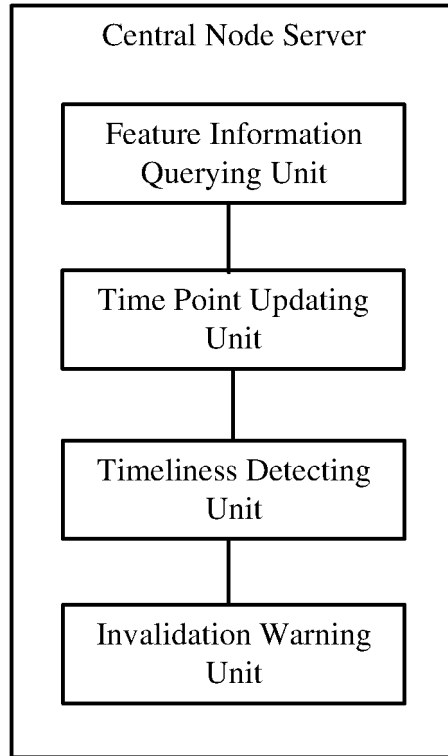 Central Node Server
Feature Information
Querying Unit
Time Point Updating
Unit
Timeliness Detecting
Unit
Invalidation Warning
Unit